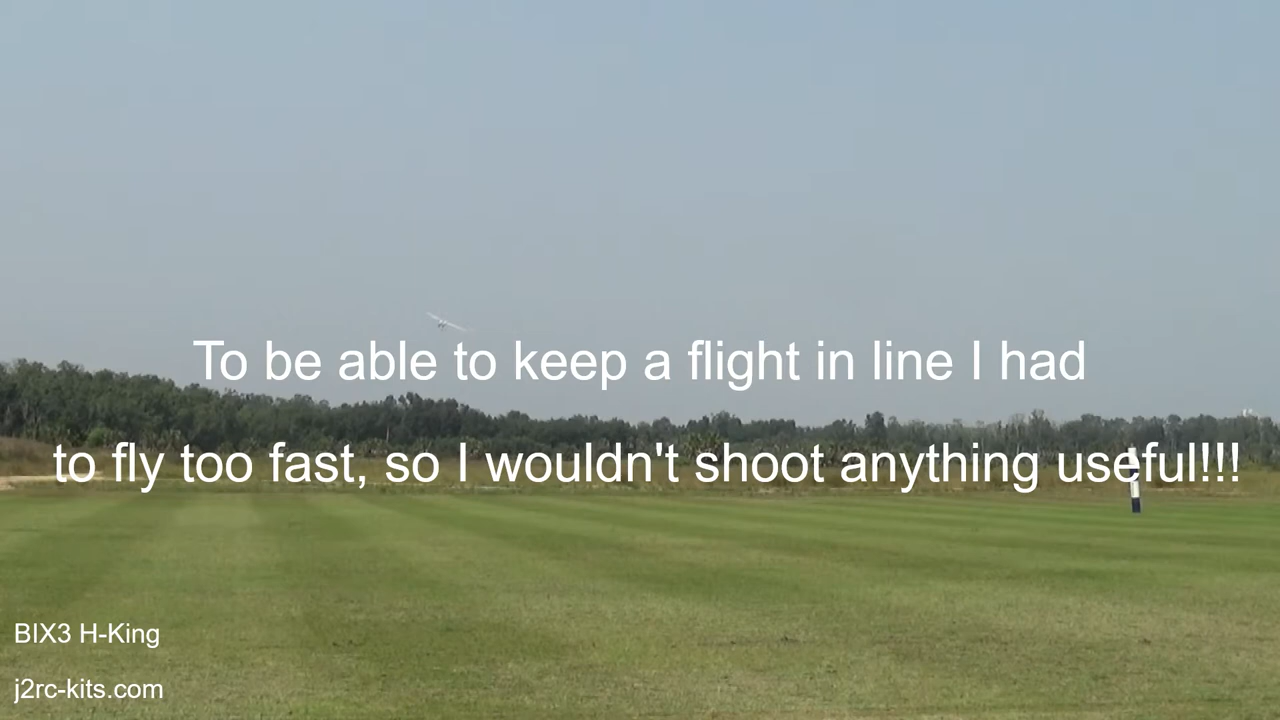 To be able to keep a flight in line I had
to fly too fast, so I wouldn't shoot anything useful!!!
BIX3 H-King
j2rc-kits.com